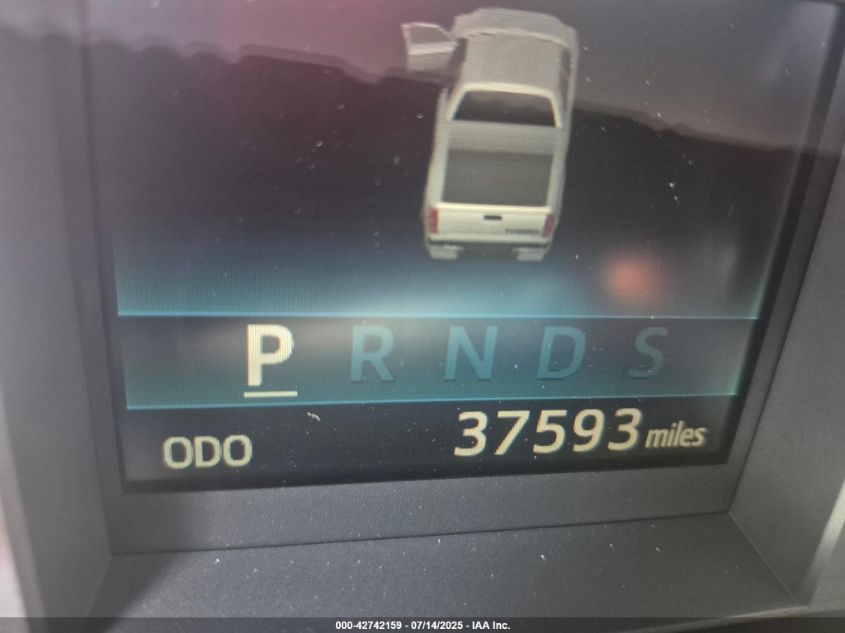 P R N D S
ODO 37593 miles
000-42742159 - 07/14/2025 - IAA Inc.